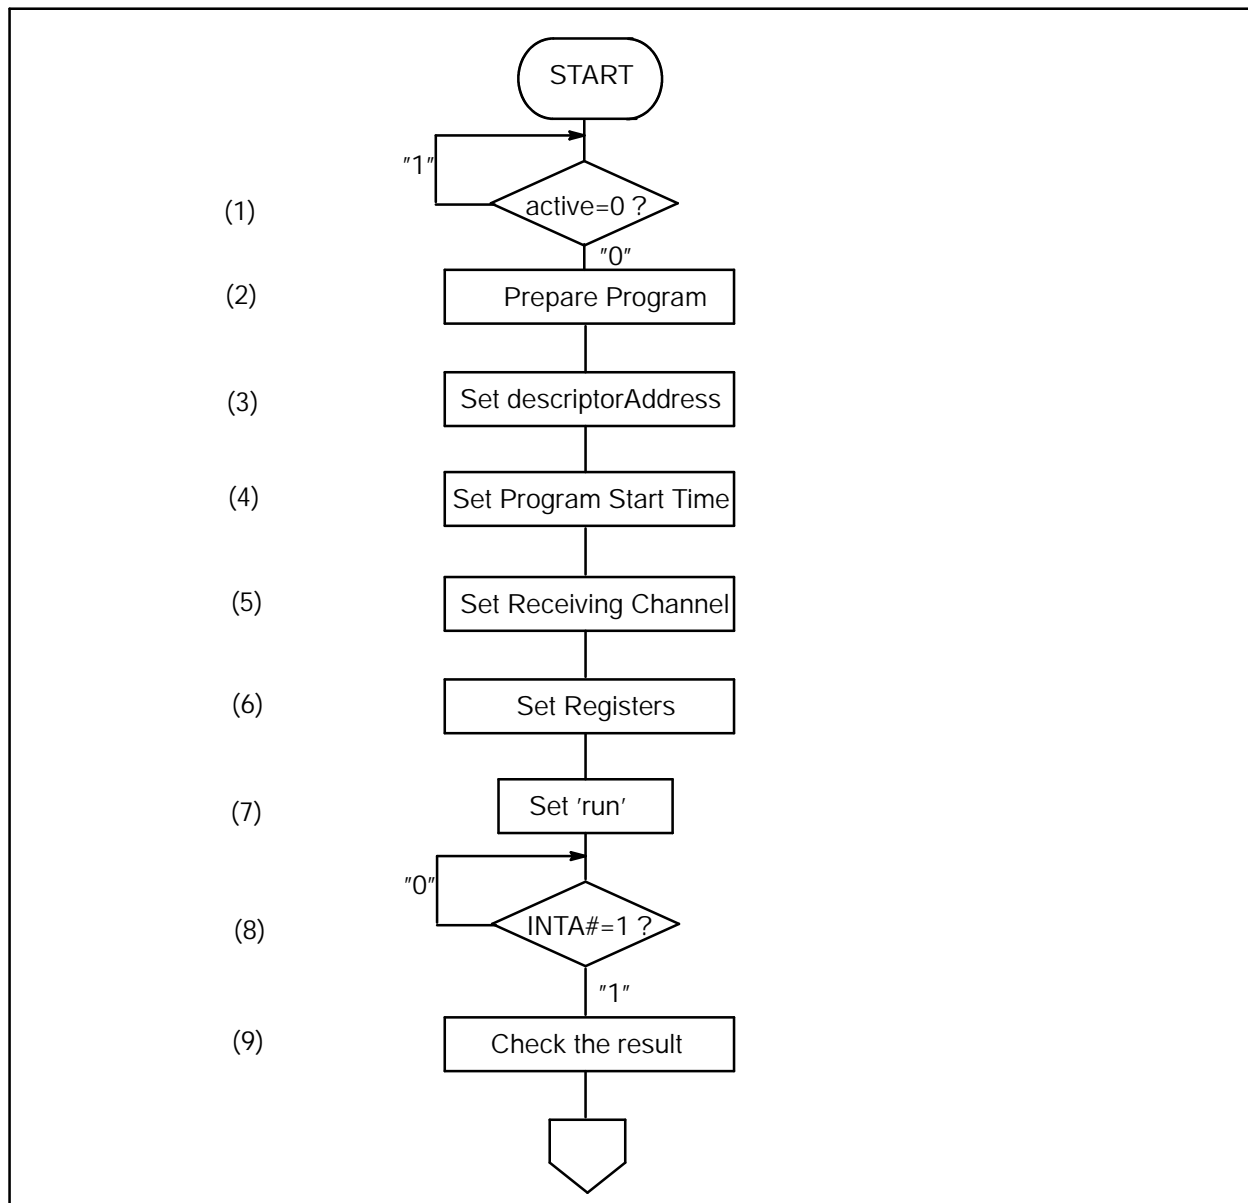 START
"1"
(1) active=0 ?
"0"
(2) Prepare Program
(3) Set descriptorAddress
(4) Set Program Start Time
(5) Set Receiving Channel
(6) Set Registers
(7) Set 'run'
"0"
(8) INTA#=1 ?
"1"
(9) Check the result